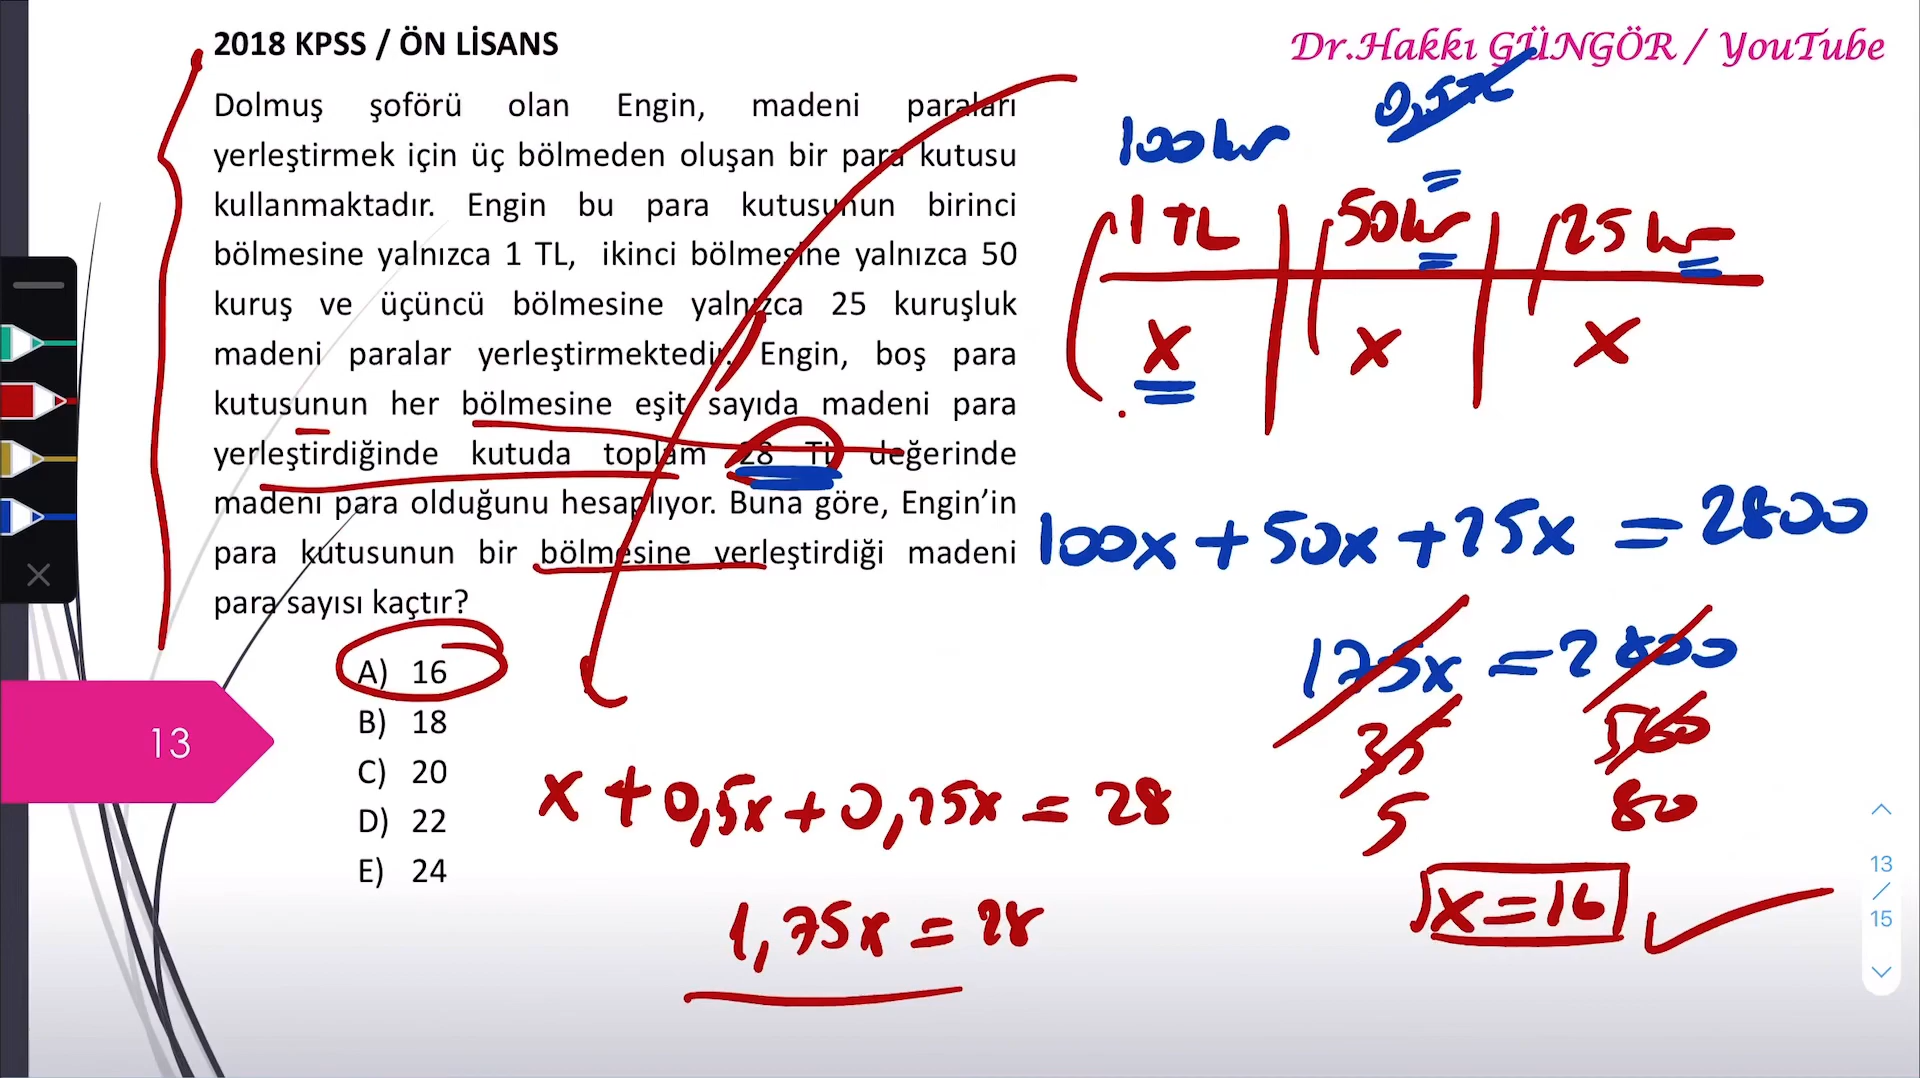 2018 KPSS / ÖN LİSANS
Dr.Hakkı GÜNGÖR / YouTube
Dolmuş şoförü olan Engin, madeni paraları
yerleştirmek için üç bölmeden oluşan bir para kutusu
kullanmaktadır. Engin bu para kutusunun birinci
bölmesine yalnızca 1 TL, ikinci bölmesine yalnızca 50
kuruş ve üçüncü bölmesine yalnızca 25 kuruşluk
madeni paralar yerleştirmektedir. Engin, boş para
kutusunun her bölmesine eşit sayıda madeni para
yerleştirdiğinde kutuda toplam 28 TL değerinde
madeni para olduğunu hesaplıyor. Buna göre, Engin'in
para kutusunun bir bölmesine yerleştirdiği madeni
para sayısı kaçtır?
A) 16
B) 18
C) 20
D) 22
E) 24
13
x + 0,5x + 0,25x = 28
1,75x = 28
100kr
1 TL 50kr 25kr
x x x
100x + 50x + 25x = 2800
175x = 2800
35 560
5 80
x = 16
13
/
15